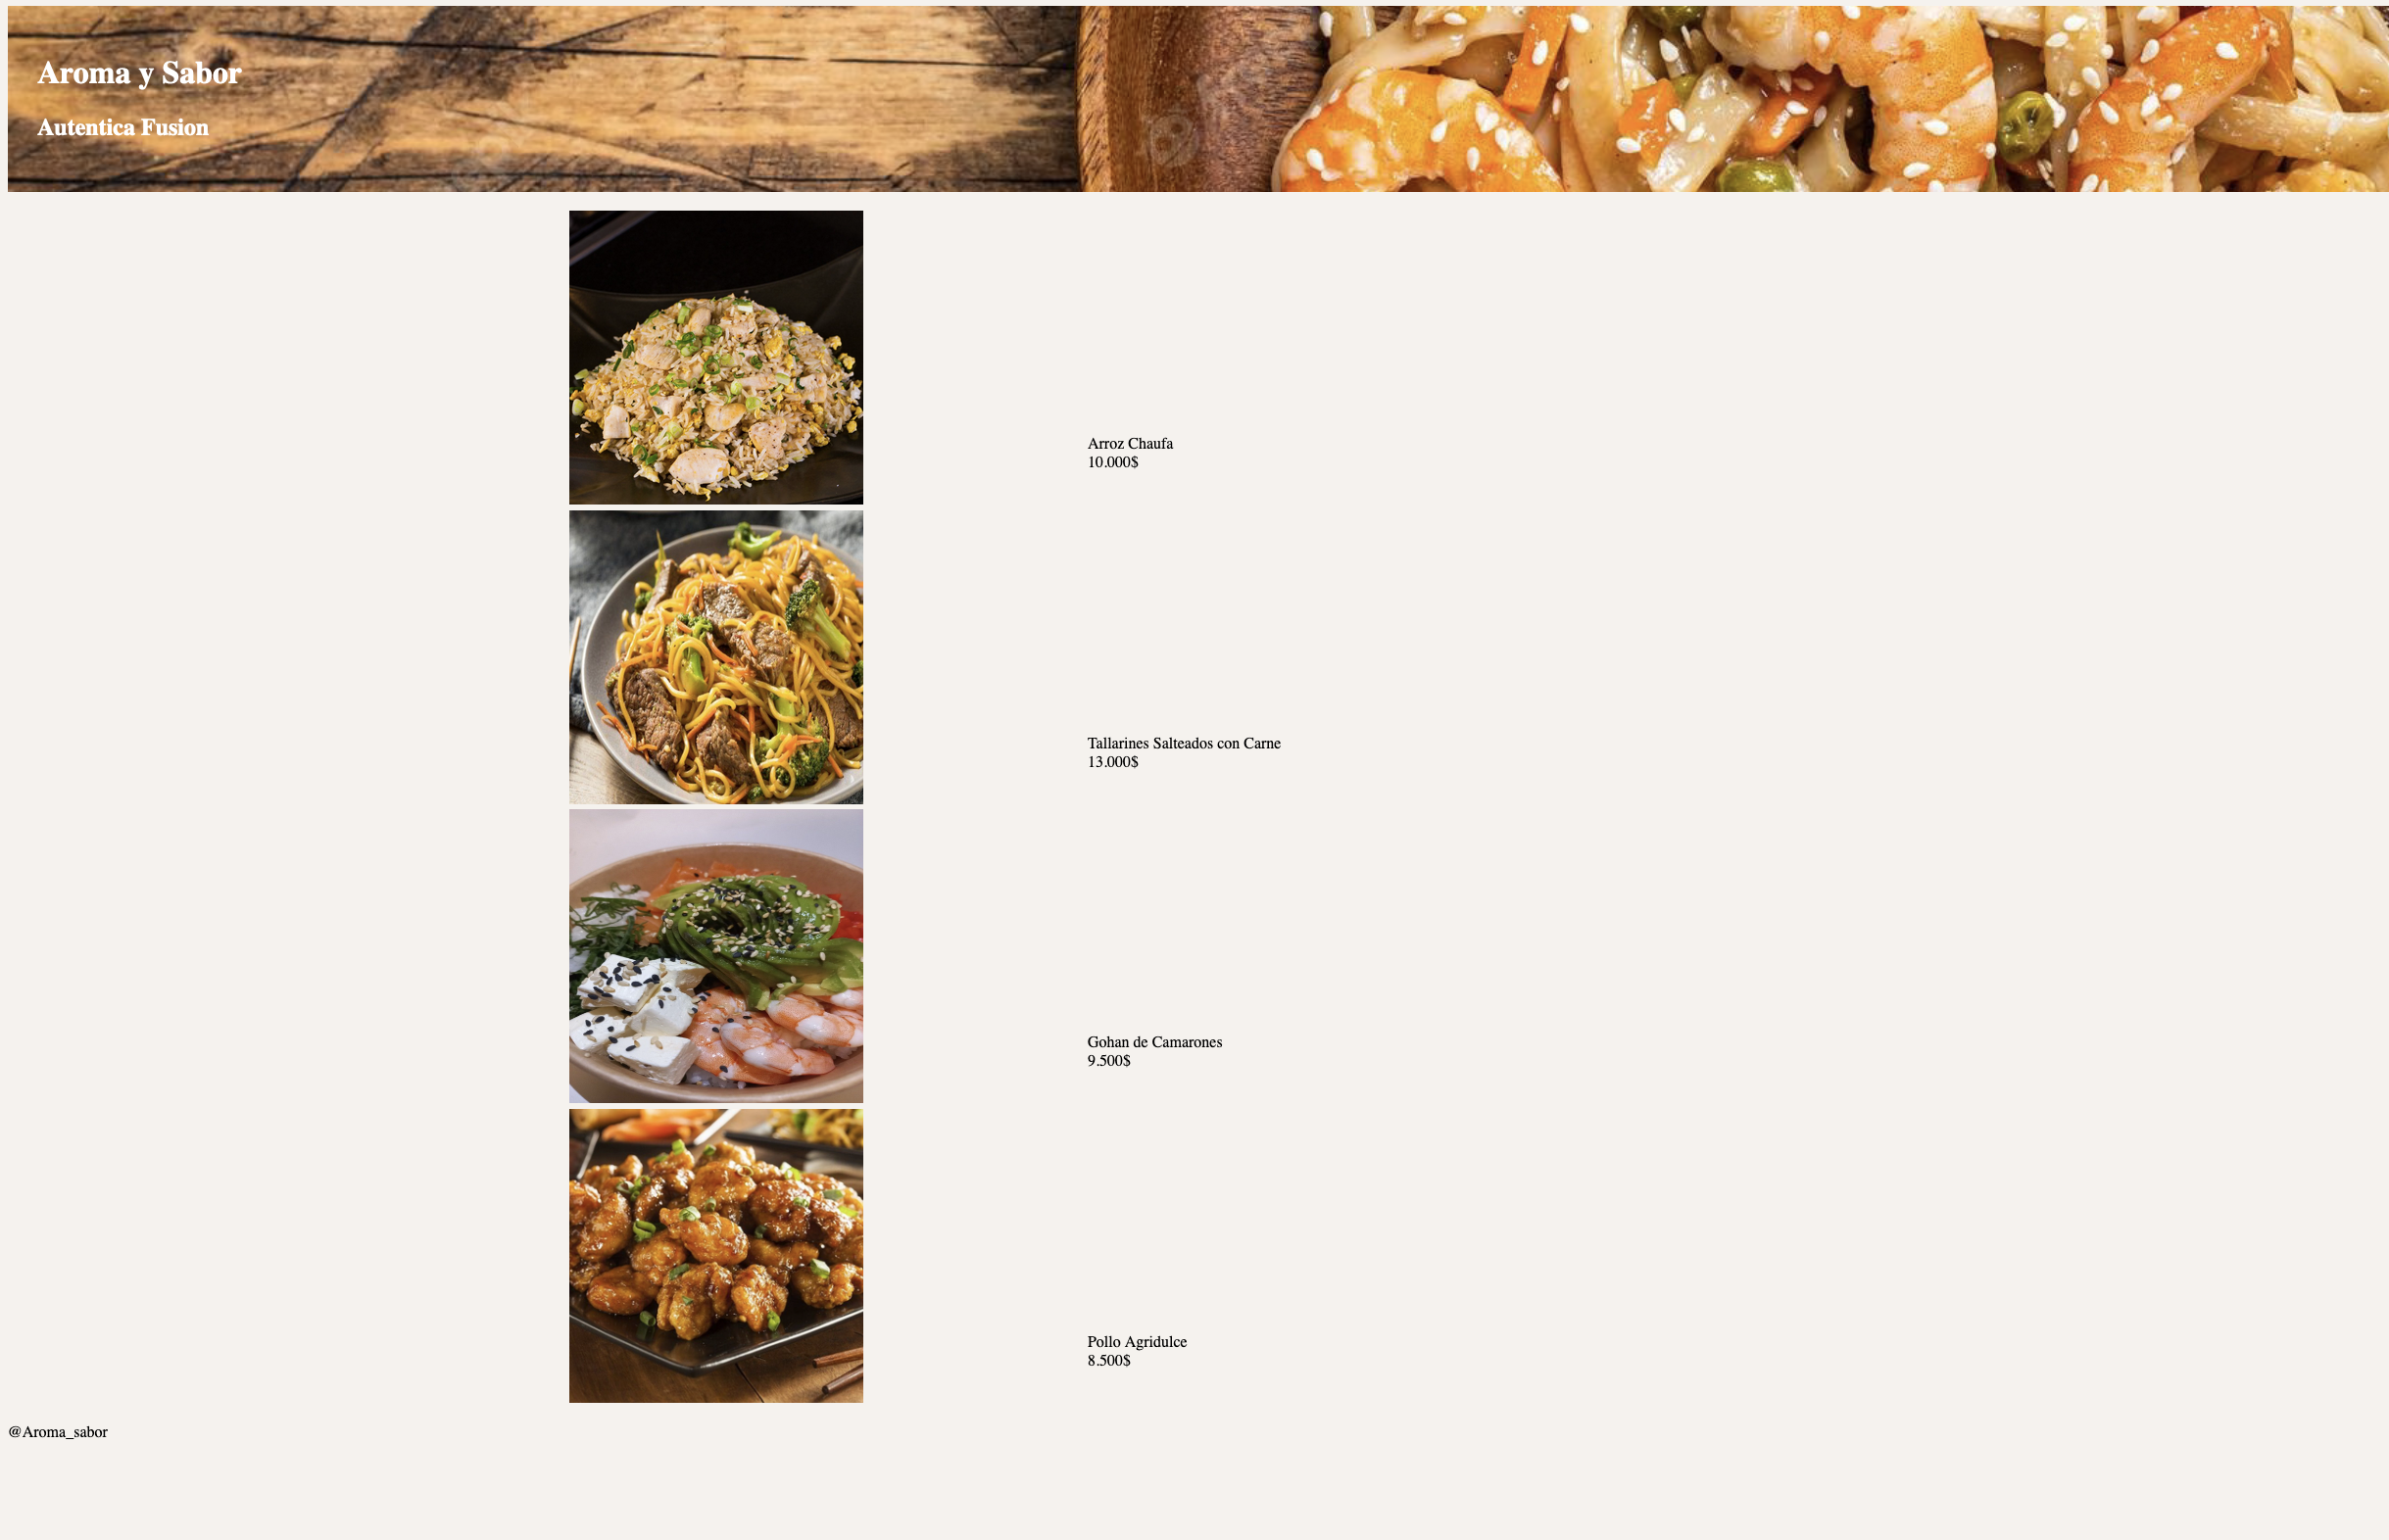 Aroma y Sabor
Autentica Fusion
Arroz Chaufa
10.000$
Tallarines Salteados con Carne
13.000$
Gohan de Camarones
9.500$
Pollo Agridulce
8.500$
@Aroma_sabor